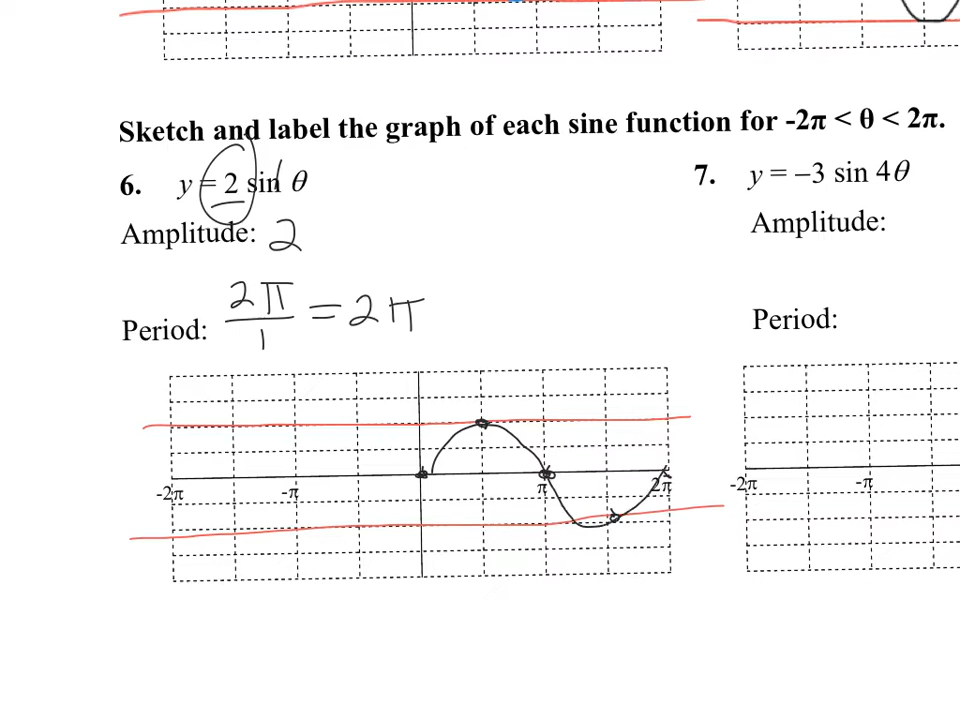 Sketch and label the graph of each sine function for -2π < θ < 2π.
6. y = 2 sin θ
Amplitude: 2
Period: 2π/1 = 2π
-2π -π π 2π
7. y = –3 sin 4θ
Amplitude:
Period:
-2π -π